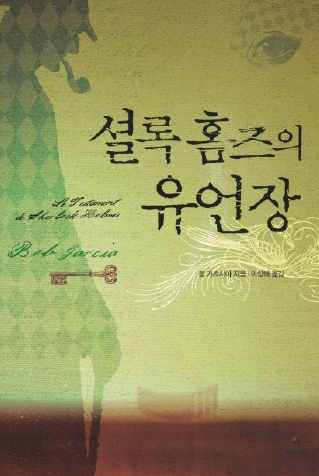 셜록 홈즈의
유언장
Le Testament
de Sherlock Holmes
Bob Garcia
봅 가르시아 지음 | 이상해 옮김